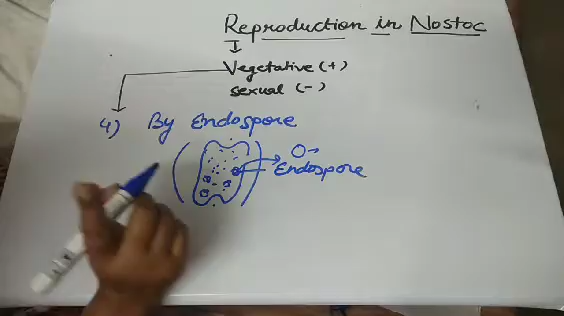 Reproduction in Nostoc
Vegetative (+)
sexual (-)
4) By Endospore
Endospore